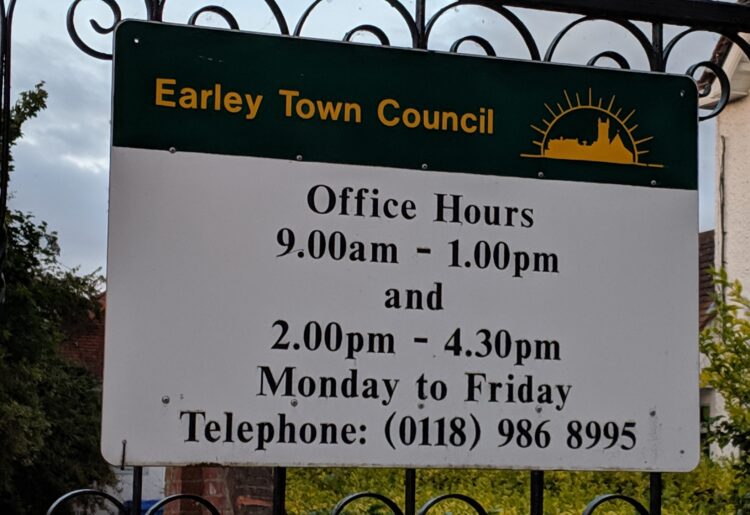 Earley Town Council
Office Hours
9.00am - 1.00pm
and
2.00pm - 4.30pm
Monday to Friday
Telephone: (0118) 986 8995